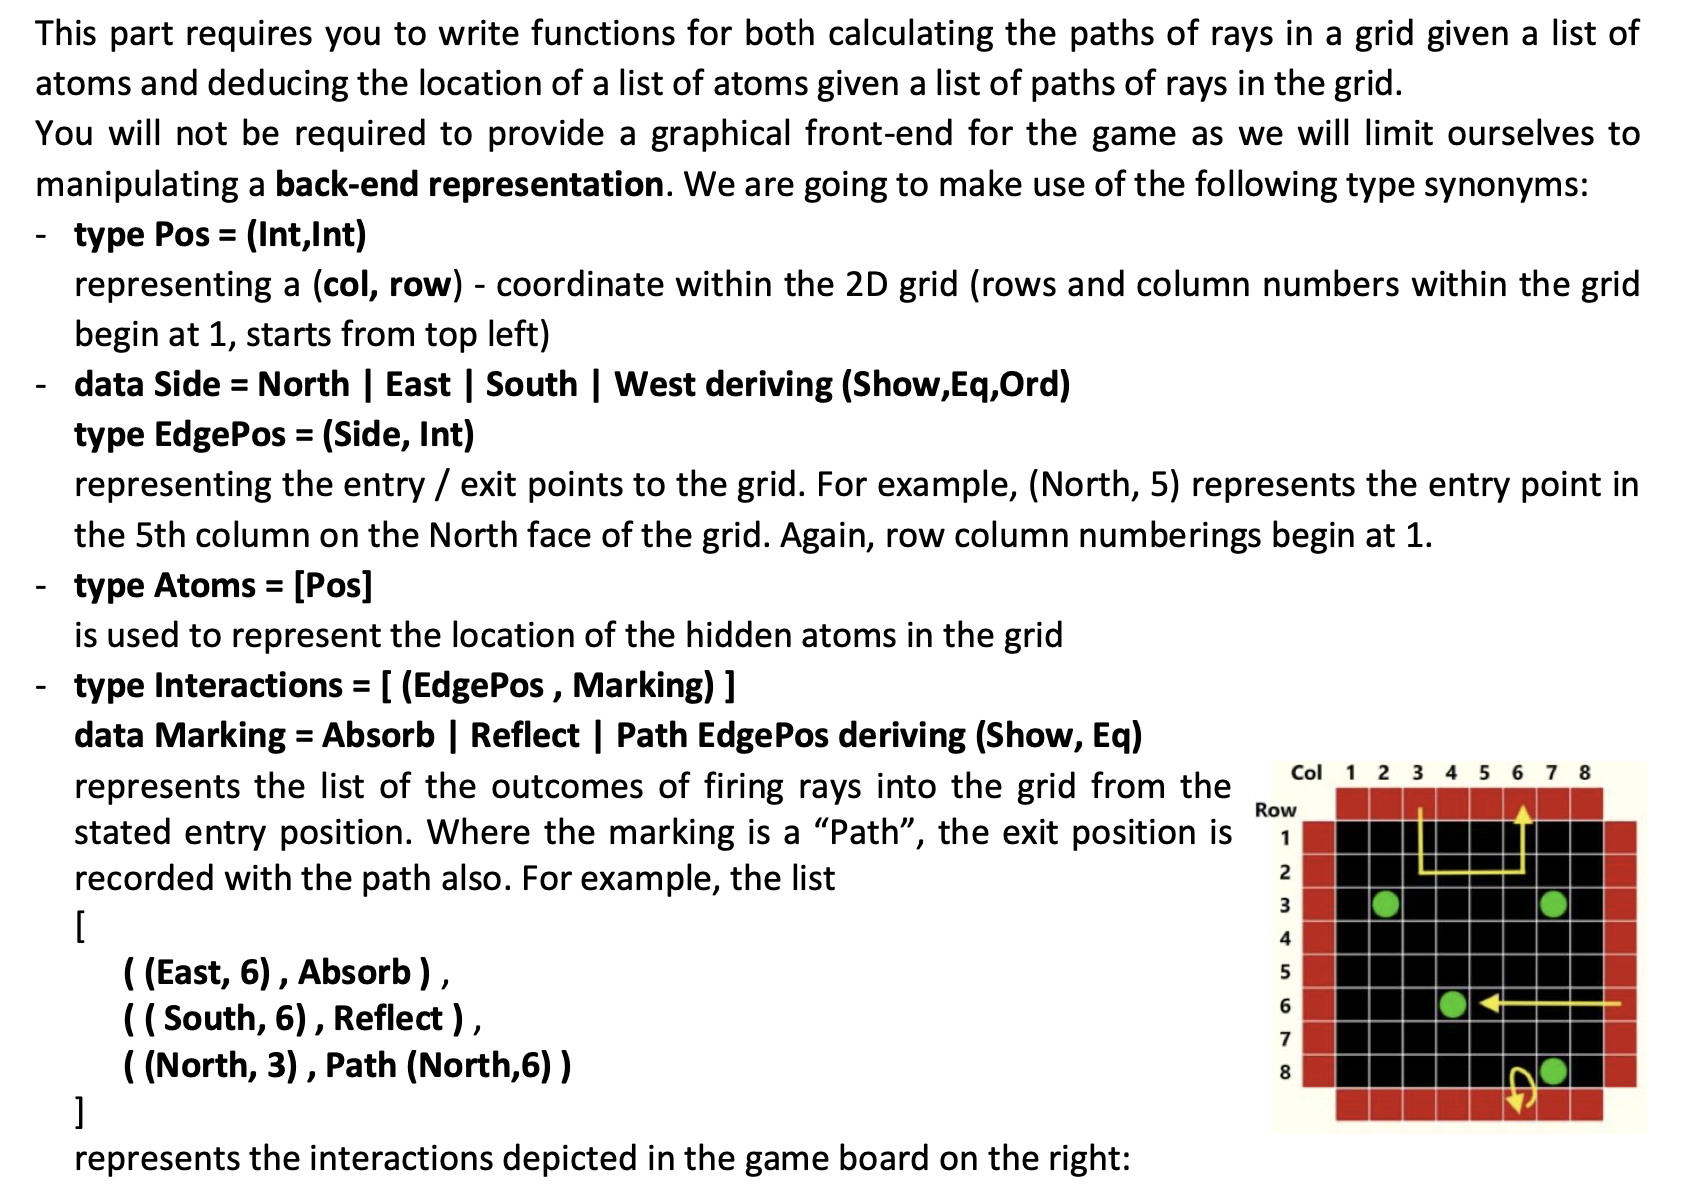 This part requires you to write functions for both calculating the paths of rays in a grid given a list of
atoms and deducing the location of a list of atoms given a list of paths of rays in the grid.
You will not be required to provide a graphical front-end for the game as we will limit ourselves to
manipulating a back-end representation. We are going to make use of the following type synonyms:
- type Pos = (Int,Int)
representing a (col, row) - coordinate within the 2D grid (rows and column numbers within the grid
begin at 1, starts from top left)
- data Side = North | East | South | West deriving (Show,Eq,Ord)
type EdgePos = (Side, Int)
representing the entry / exit points to the grid. For example, (North, 5) represents the entry point in
the 5th column on the North face of the grid. Again, row column numberings begin at 1.
- type Atoms = [Pos]
is used to represent the location of the hidden atoms in the grid
- type Interactions = [ (EdgePos , Marking) ]
data Marking = Absorb | Reflect | Path EdgePos deriving (Show, Eq)
represents the list of the outcomes of firing rays into the grid from the
stated entry position. Where the marking is a “Path”, the exit position is
recorded with the path also. For example, the list
[
( (East, 6) , Absorb ) ,
( ( South, 6) , Reflect ) ,
( (North, 3) , Path (North,6) )
]
represents the interactions depicted in the game board on the right:
Col 1 2 3 4 5 6 7 8
Row
1
2
3
4
5
6
7
8